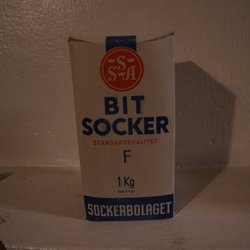 SSA
BIT
SOCKER
STANDARDKVALITET
F
1 Kg
NETTO
SOCKERBOLAGET